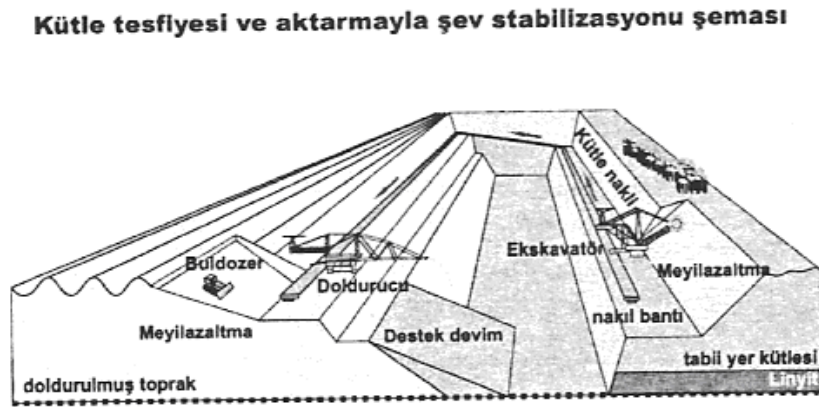 Kütle tesfiyesi ve aktarmayla şev stabilizasyonu şeması
Kütle nakli
Ekskavatör
Buldozer
Doldurucu
Meyilazaltma
nakıl bantı
Meyilazaltma
Destek devim
tabii yer kütlesi
doldurulmuş toprak
Linyit